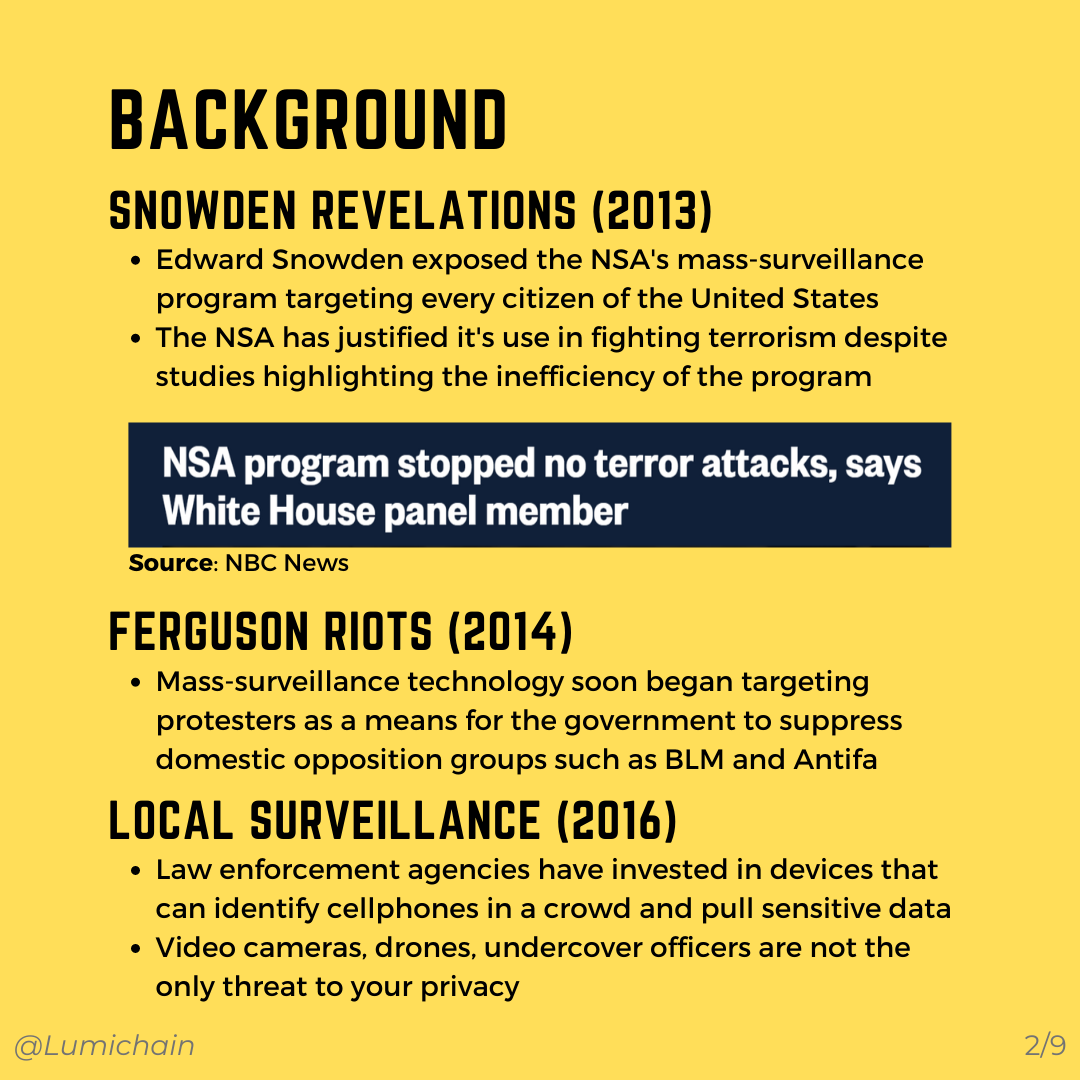 BACKGROUND
SNOWDEN REVELATIONS (2013)
• Edward Snowden exposed the NSA's mass-surveillance
program targeting every citizen of the United States
• The NSA has justified it's use in fighting terrorism despite
studies highlighting the inefficiency of the program
NSA program stopped no terror attacks, says
White House panel member
Source: NBC News
FERGUSON RIOTS (2014)
• Mass-surveillance technology soon began targeting
protesters as a means for the government to suppress
domestic opposition groups such as BLM and Antifa
LOCAL SURVEILLANCE (2016)
• Law enforcement agencies have invested in devices that
can identify cellphones in a crowd and pull sensitive data
• Video cameras, drones, undercover officers are not the
only threat to your privacy
@Lumichain
2/9